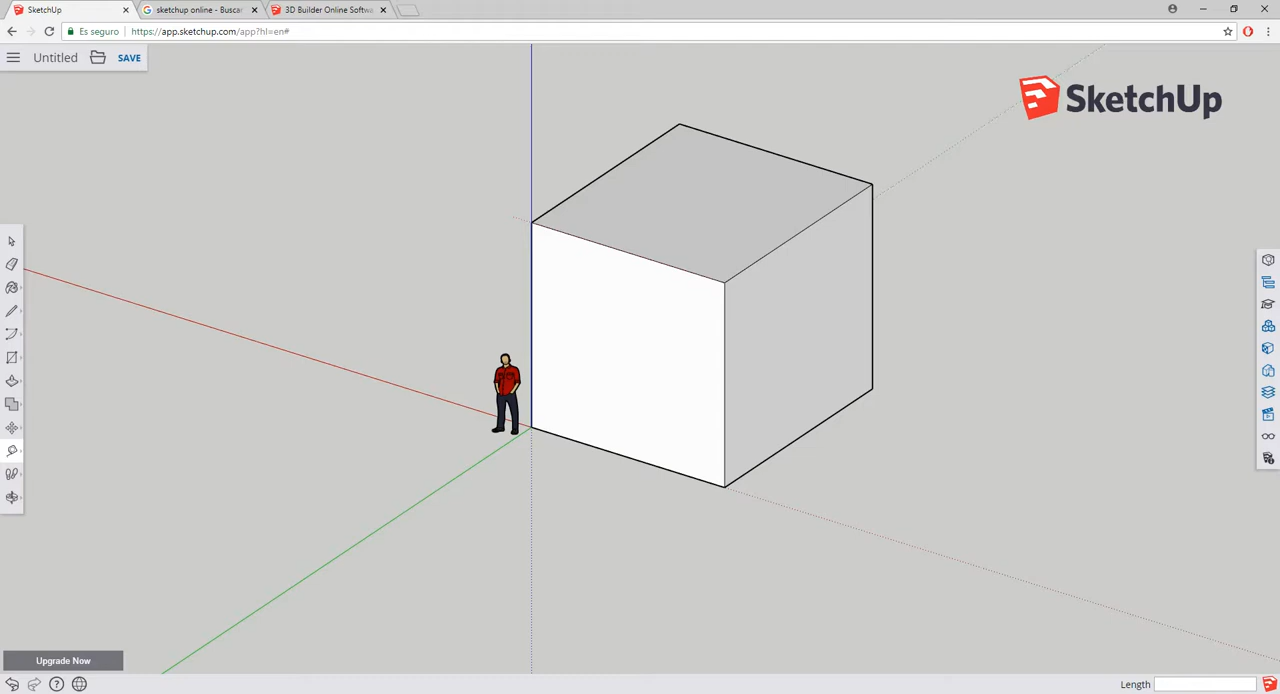 SketchUp
sketchup online - Buscar
3D Builder Online Softwa
Es seguro
https://app.sketchup.com/app?hl=en#
Untitled
SAVE
SketchUp
Upgrade Now
Length